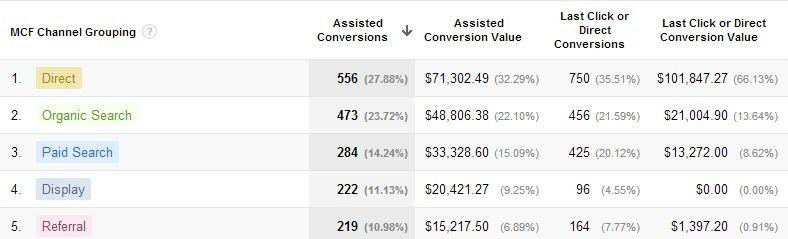 MCF Channel Grouping ? Assisted Conversions Assisted Conversion Value Last Click or Direct Conversions Last Click or Direct Conversion Value
1. Direct 556 (27.88%) $71,302.49 (32.29%) 750 (35.51%) $101,847.27 (66.13%)
2. Organic Search 473 (23.72%) $48,806.38 (22.10%) 456 (21.59%) $21,004.90 (13.64%)
3. Paid Search 284 (14.24%) $33,328.60 (15.09%) 425 (20.12%) $13,272.00 (8.62%)
4. Display 222 (11.13%) $20,421.27 (9.25%) 96 (4.55%) $0.00 (0.00%)
5. Referral 219 (10.98%) $15,217.50 (6.89%) 164 (7.77%) $1,397.20 (0.91%)